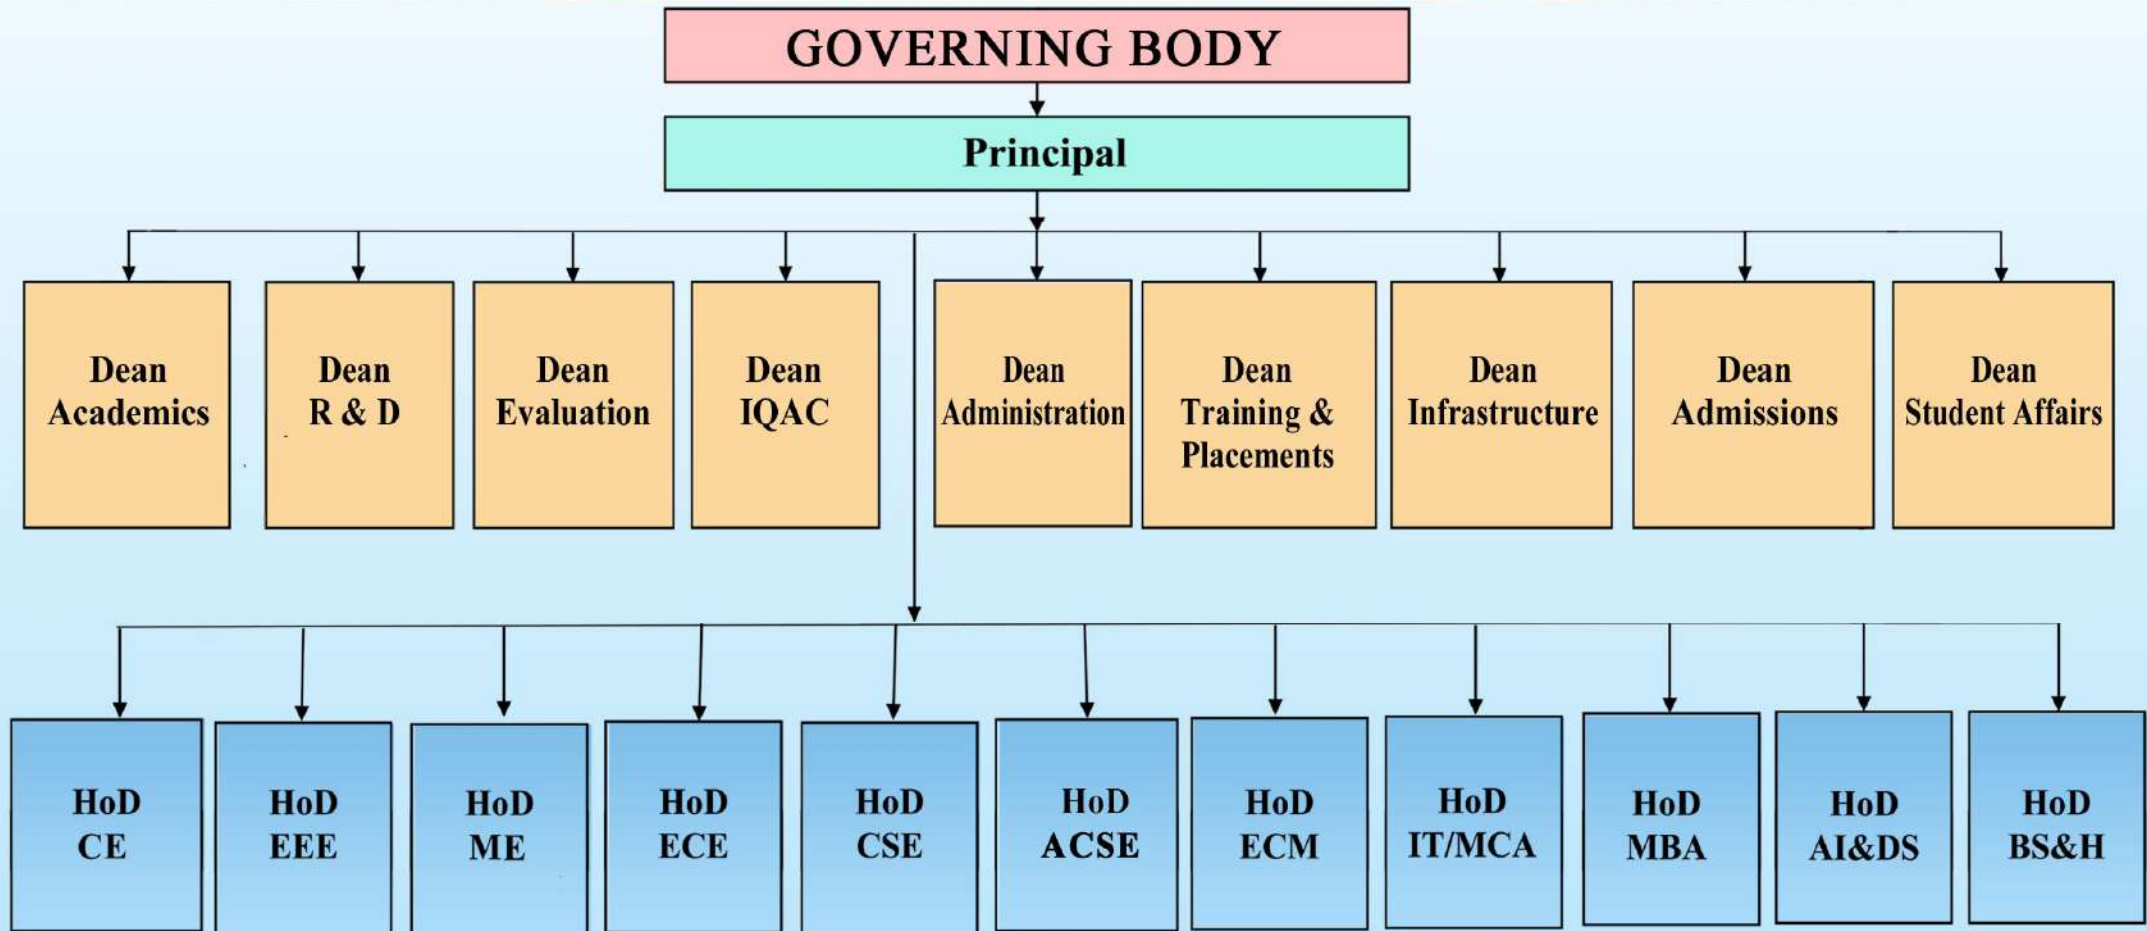 GOVERNING BODY
Principal
Dean
Academics
Dean
R & D
Dean
Evaluation
Dean
IQAC
Dean
Administration
Dean
Training &
Placements
Dean
Infrastructure
Dean
Admissions
Dean
Student Affairs
HoD
CE
HoD
EEE
HoD
ME
HoD
ECE
HoD
CSE
HoD
ACSE
HoD
ECM
HoD
IT/MCA
HoD
MBA
HoD
AI&DS
HoD
BS&H